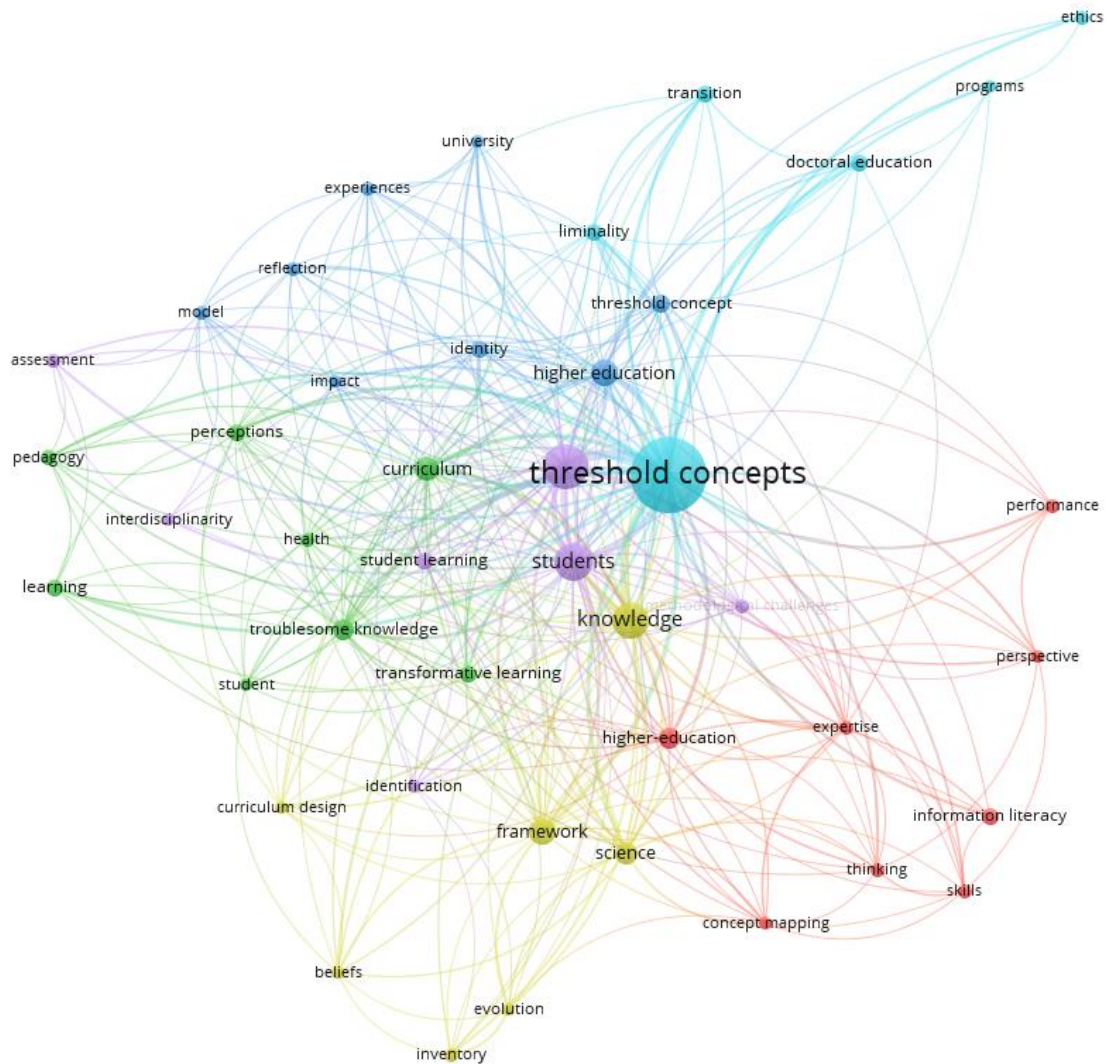 ethics
programs
transition
university
doctoral education
experiences
liminality
reflection
threshold concept
model
identity
assessment
higher education
impact
perceptions
pedagogy
curriculum
threshold concepts
performance
interdisciplinarity
health
student learning
students
learning
challenges
knowledge
troublesome knowledge
perspective
transformative learning
student
expertise
higher-education
identification
curriculum design
information literacy
framework
science
thinking
skills
concept mapping
beliefs
evolution
inventory